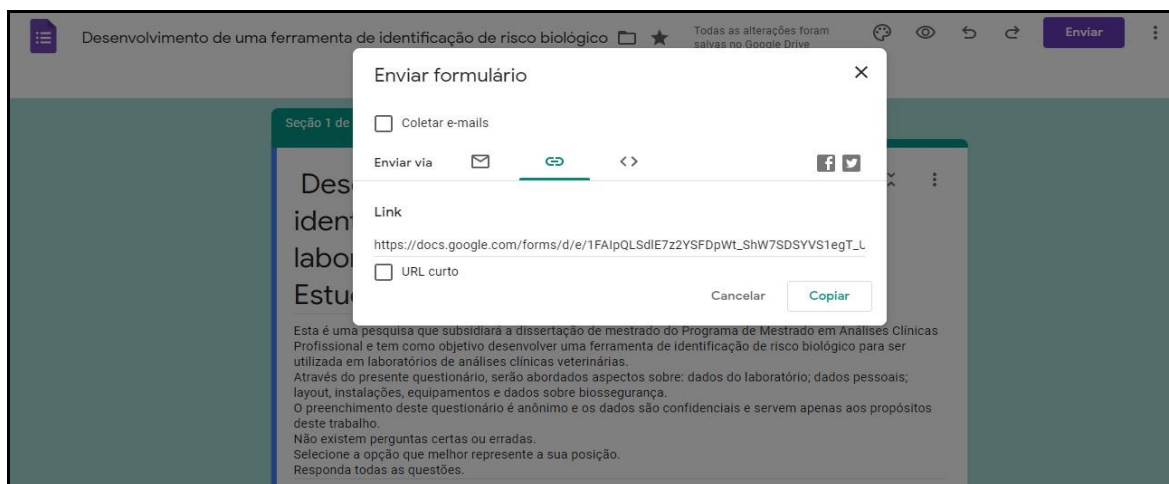 Desenvolvimento de uma ferramenta de identificação de risco biológico
Todas as alterações foram
salvas no Google Drive
Enviar
Enviar formulário
Seção 1 de
Coletar e-mails
Enviar via
Des
iden
Link
https://docs.google.com/forms/d/e/1FAIpQLSdlE7z2YSFDpWt_ShW7SDSYVS1egT_U
labo
URL curto
Estu
Cancelar
Copiar
Esta é uma pesquisa que subsidiará a dissertação de mestrado do Programa de Mestrado em Análises Clínicas
Profissional e tem como objetivo desenvolver uma ferramenta de identificação de risco biológico para ser
utilizada em laboratórios de análises clínicas veterinárias.
Através do presente questionário, serão abordados aspectos sobre: dados do laboratório; dados pessoais;
layout, instalações, equipamentos e dados sobre biossegurança.
O preenchimento deste questionário é anônimo e os dados são confidenciais e servem apenas aos propósitos
deste trabalho.
Não existem perguntas certas ou erradas.
Selecione a opção que melhor represente a sua posição.
Responda todas as questões.